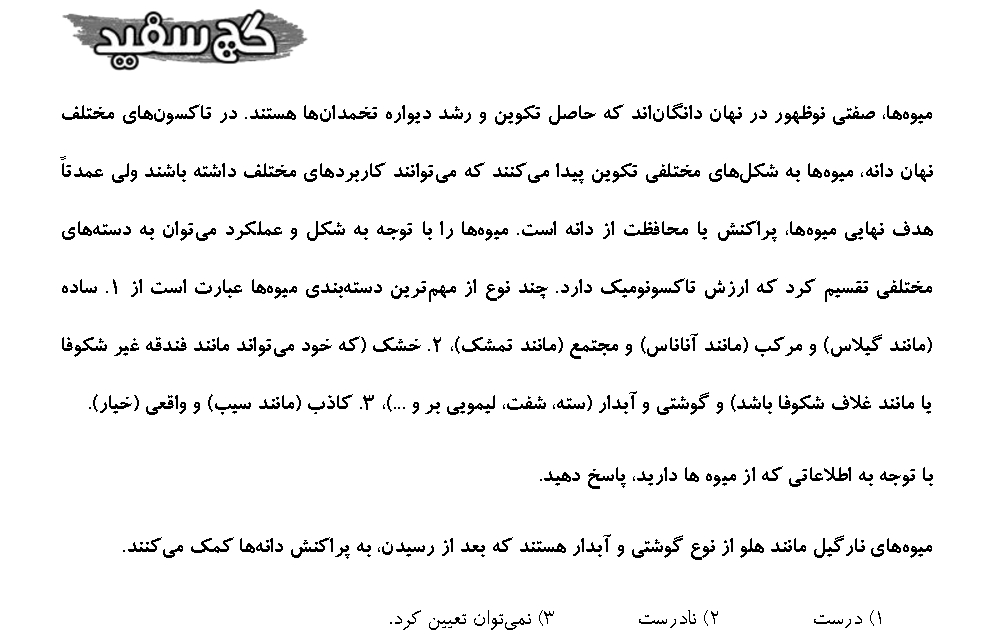 گچ سفید
میوه‌ها، صفتی نوظهور در نهان دانگان‌اند که حاصل تکوین و رشد دیواره تخمدان‌ها هستند. در تاکسون‌های مختلف
نهان دانه، میوه‌ها به شکل‌های مختلفی تکوین پیدا می‌کنند که می‌توانند کاربردهای مختلف داشته باشند ولی عمدتاً
هدف نهایی میوه‌ها، پراکنش یا محافظت از دانه است. میوه‌ها را با توجه به شکل و عملکرد می‌توان به دسته‌های
مختلفی تقسیم کرد که ارزش تاکسونومیک دارد. چند نوع از مهم‌ترین دسته‌بندی میوه‌ها عبارت است از ۱. ساده
(مانند گیلاس) و مرکب (مانند آناناس) و مجتمع (مانند تمشک)، ۲. خشک (که خود می‌تواند مانند فندقه غیر شکوفا
یا مانند غلاف شکوفا باشد) و گوشتی و آبدار (سته، شفت، لیمویی بر و ...)، ۳. کاذب (مانند سیب) و واقعی (خیار).
با توجه به اطلاعاتی که از میوه ها دارید، پاسخ دهید.
میوه‌های نارگیل مانند هلو از نوع گوشتی و آبدار هستند که بعد از رسیدن، به پراکنش دانه‌ها کمک می‌کنند.
۱) درست ۲) نادرست ۳) نمی‌توان تعیین کرد.